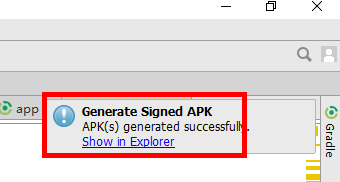 app
Generate Signed APK
APK(s) generated successfully.
Show in Explorer
Gradle